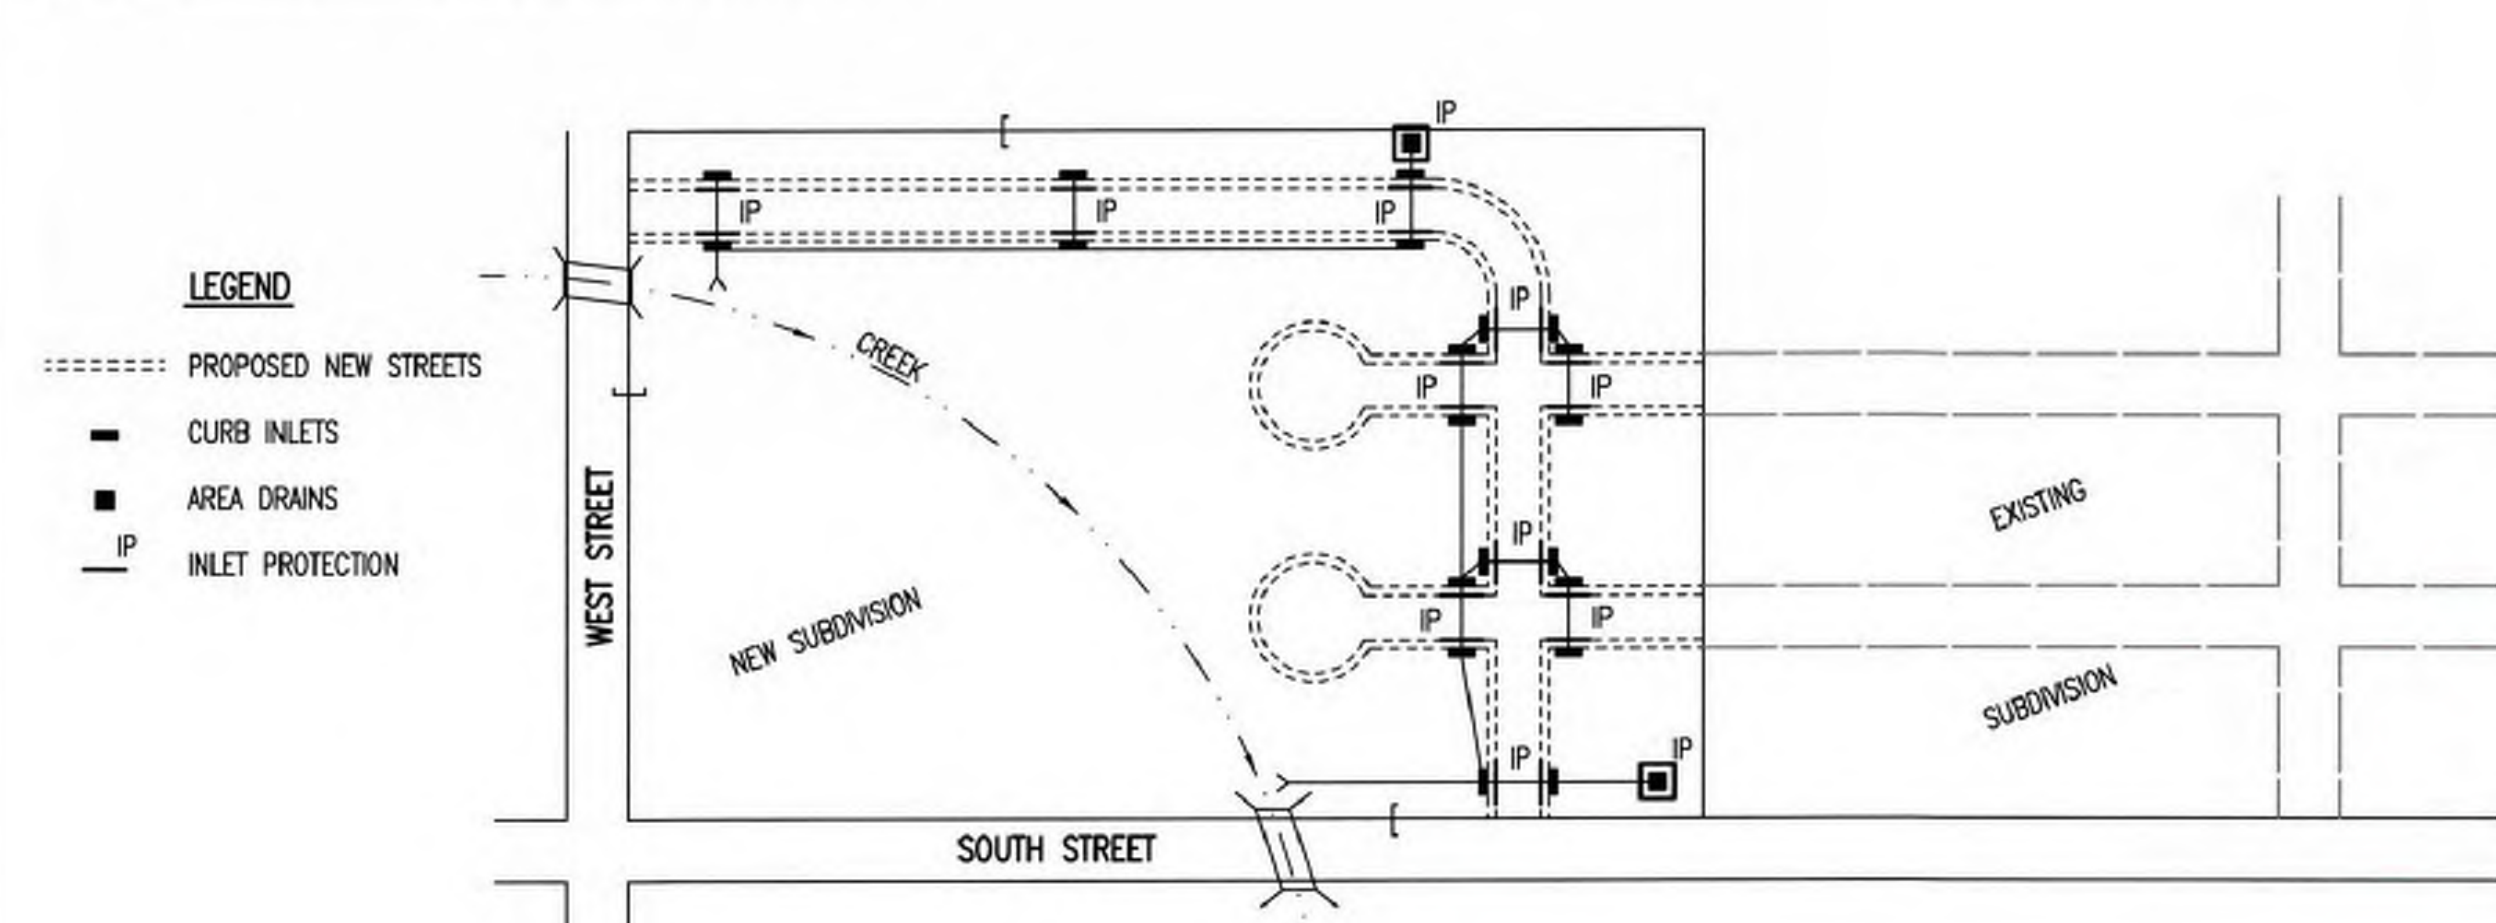 LEGEND
PROPOSED NEW STREETS
CURB INLETS
AREA DRAINS
IP
INLET PROTECTION
WEST STREET
IP
IP
IP
IP
CREEK
IP
IP
IP
IP
IP
IP
NEW SUBDIVISION
IP
IP
SOUTH STREET
EXISTING
SUBDIVISION